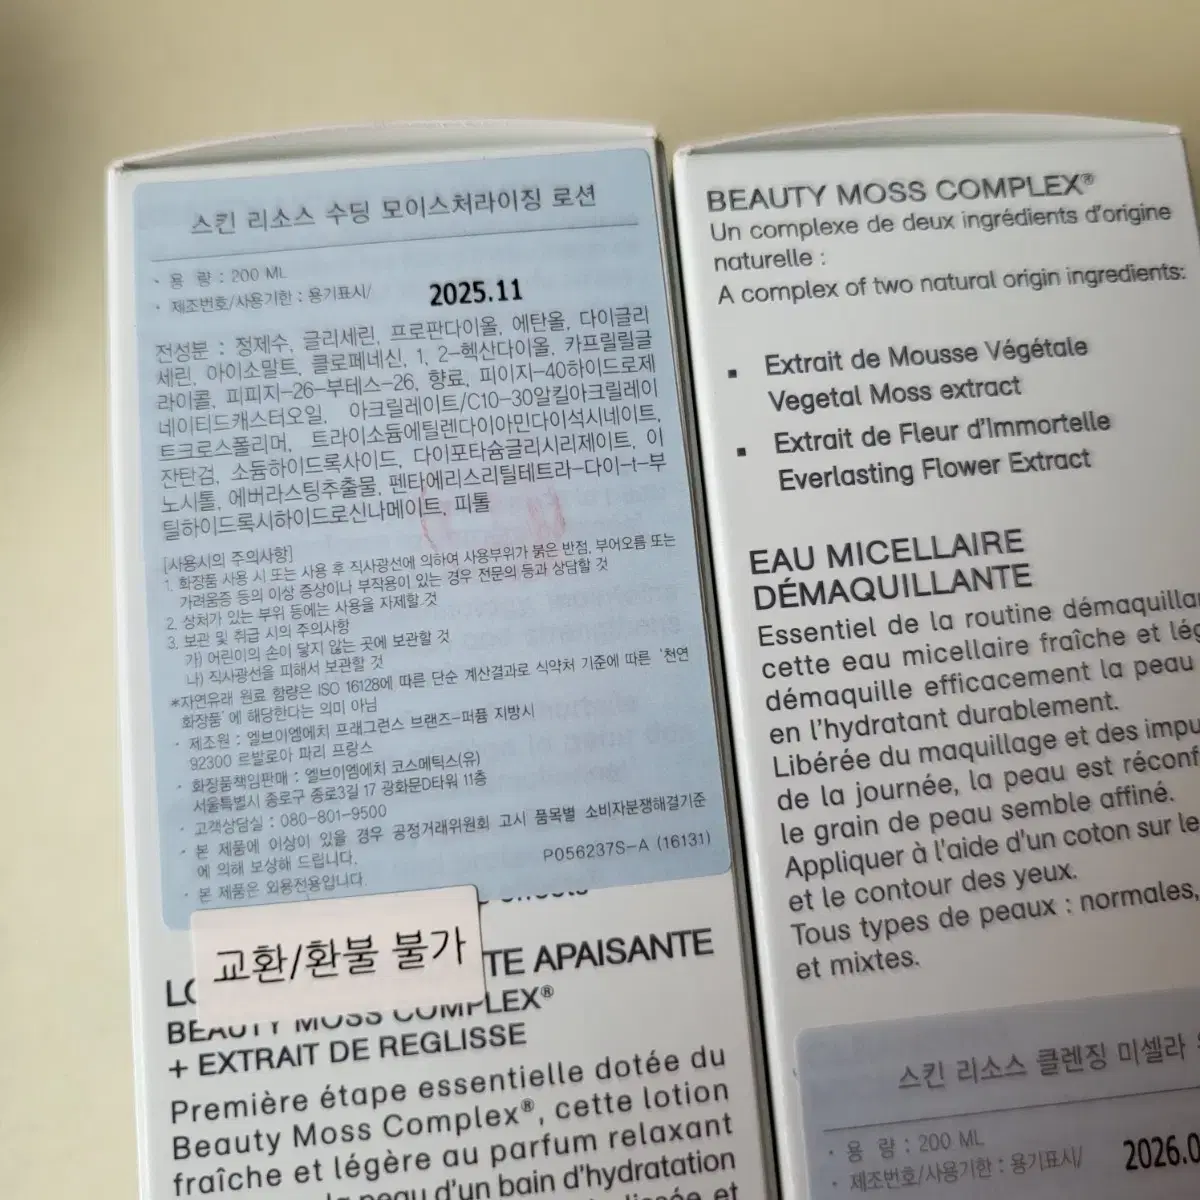 스킨 리소스 수딩 모이스처라이징 로션
· 용 량 : 200 ML
· 제조번호/사용기한 : 용기표시/ 2025.11
전성분 : 정제수, 글리세린, 프로판다이올, 에탄올, 다이글리
세린, 아이소말트, 클로페네신, 1, 2-헥산다이올, 카프릴릴글
라이콜, 피피지-26-부테스-26, 향료, 피이지-40하이드로제
네이티드캐스터오일, 아크릴레이트/C10-30알킬아크릴레이
트크로스폴리머, 트라이소듐에틸렌다이아민다이석시네이트,
잔탄검, 소듐하이드록사이드, 다이포타슘글리시리제이트, 이
노시톨, 에버라스팅추출물, 펜타에리스리틸테트라-다이-t-부
틸하이드록시하이드로신나메이트, 피톨
[사용시의 주의사항]
1. 화장품 사용 시 또는 사용 후 직사광선에 의하여 사용부위가 붉은 반점, 부어오름 또는
가려움증 등의 이상 증상이나 부작용이 있는 경우 전문의 등과 상담할 것
2. 상처가 있는 부위 등에는 사용을 자제할 것
3. 보관 및 취급 시의 주의사항
가) 어린이의 손이 닿지 않는 곳에 보관할 것
나) 직사광선을 피해서 보관할 것
*자연유래 원료 함량은 ISO 16128에 따른 단순 계산결과로 식약처 기준에 따른 '천연
화장품'에 해당한다는 의미 아님
· 제조원 : 엘브이엠에이치 프래그런스 브랜즈-퍼퓸 지방시
92300 르발로아 파리 프랑스
· 화장품책임판매 : 엘브이엠에이치 코스메틱스(유)
서울특별시 종로구 종로3길 17 광화문D타워 11층
· 고객상담실 : 080-801-9500
· 본 제품에 이상이 있을 경우 공정거래위원회 고시 품목별 소비자분쟁해결기준
에 의해 보상해 드립니다.
P056237S-A (16131)
· 본 제품은 외용전용입니다.
교환/환불 불가
TE APAISANTE
BEAUTY MOSS COMPLEX®
+ EXTRAIT DE REGLISSE
Première étape essentielle dotée du
Beauty Moss Complex®, cette lotion
fraîche et légère au parfum relaxant
peau d'un bain d'hydratation
et
BEAUTY MOSS COMPLEX®
Un complexe de deux ingrédients d'origine
naturelle :
A complex of two natural origin ingredients:
▪ Extrait de Mousse Végétale
Vegetal Moss extract
▪ Extrait de Fleur d'Immortelle
Everlasting Flower Extract
EAU MICELLAIRE
DÉMAQUILLANTE
Essentiel de la routine démaquilla
cette eau micellaire fraîche et lég
démaquille efficacement la peau
en l'hydratant durablement.
Libérée du maquillage et des impu
de la journée, la peau est réconf
le grain de peau semble affiné.
Appliquer à l'aide d'un coton sur le
et le contour des yeux.
Tous types de peaux : normales,
et mixtes.
스킨 리소스 클렌징 미셀라
· 용 량 : 200 ML
· 제조번호/사용기한 : 용기표시/ 2026.0